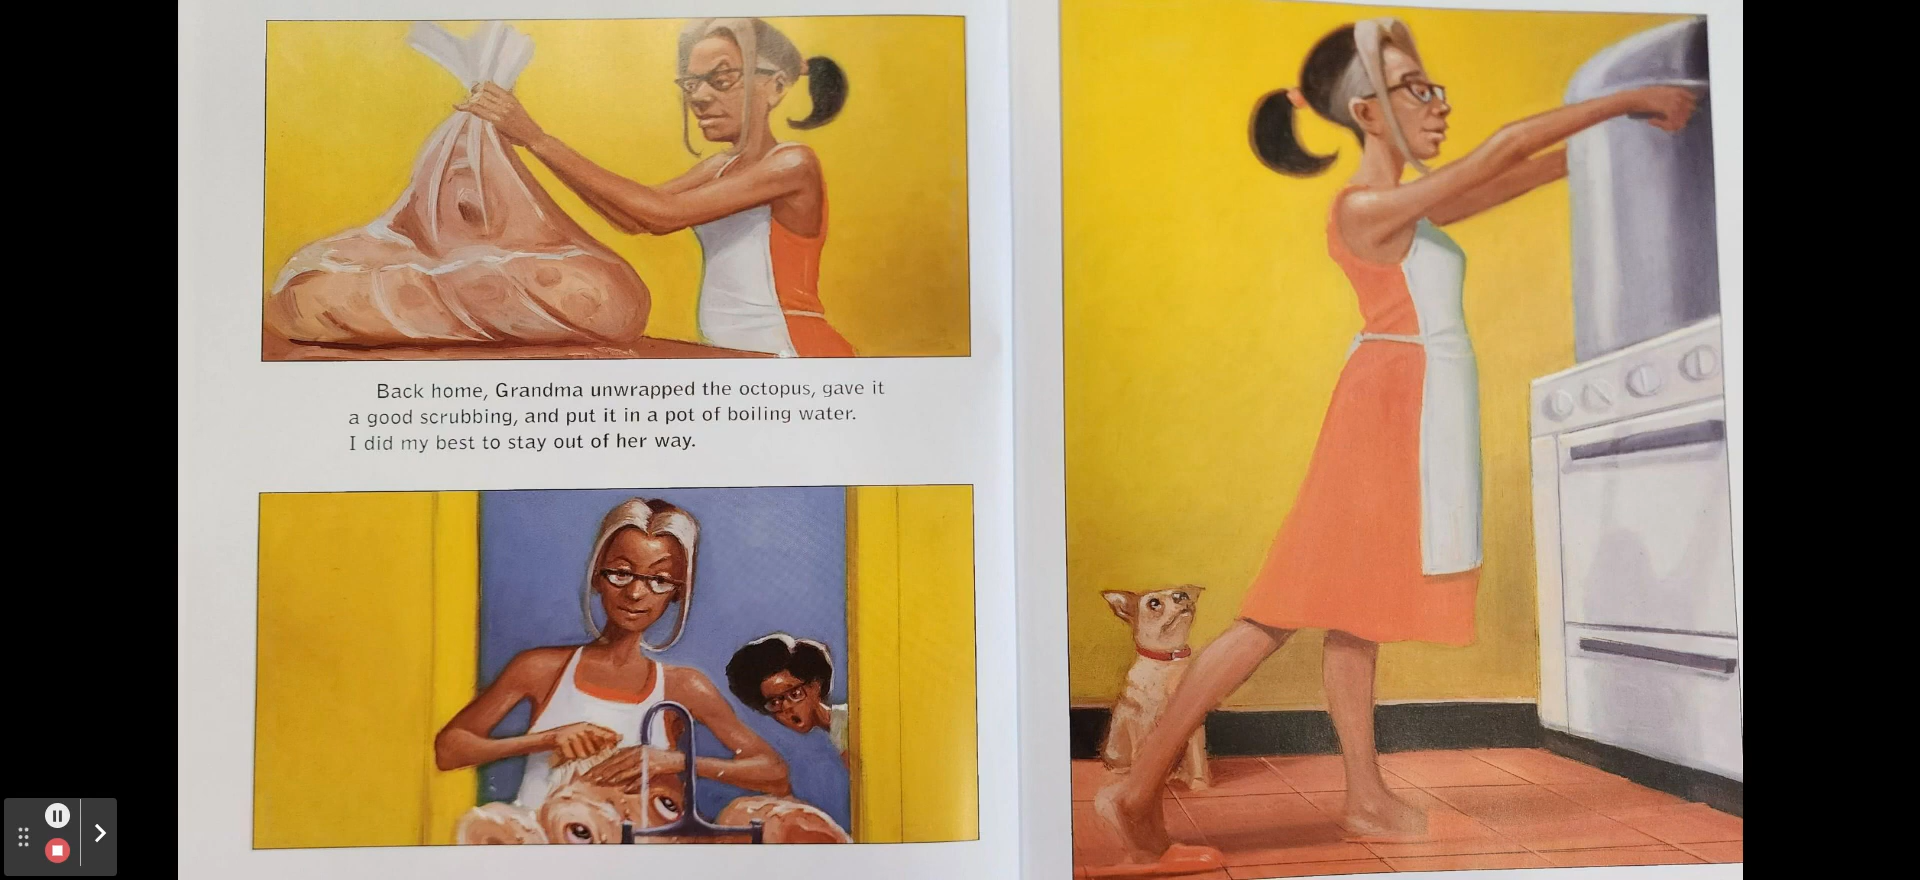 Back home, Grandma unwrapped the octopus, gave it
a good scrubbing, and put it in a pot of boiling water.
I did my best to stay out of her way.